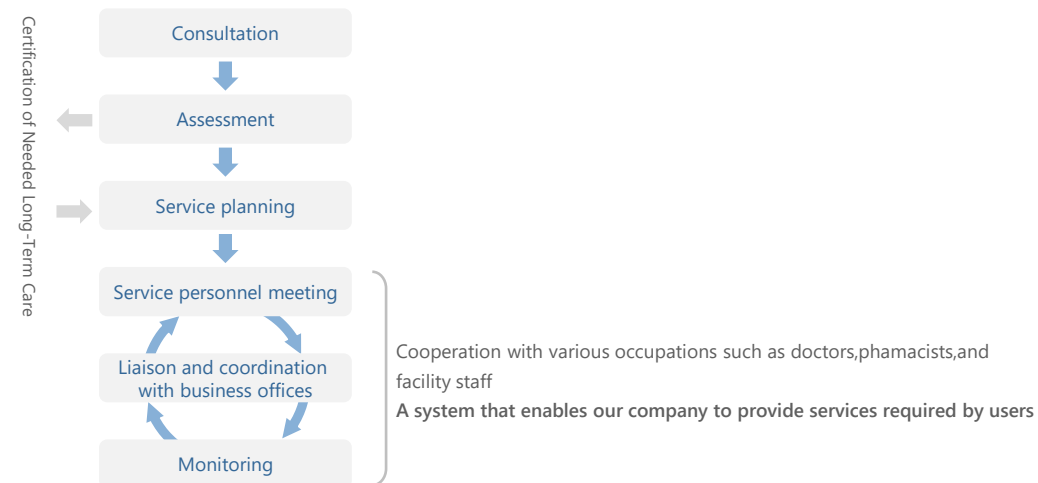 Certification of Needed Long-Term Care
Consultation
Assessment
Service planning
Service personnel meeting
Liaison and coordination
with business offices
Monitoring
Cooperation with various occupations such as doctors,phamacists,and
facility staff
A system that enables our company to provide services required by users